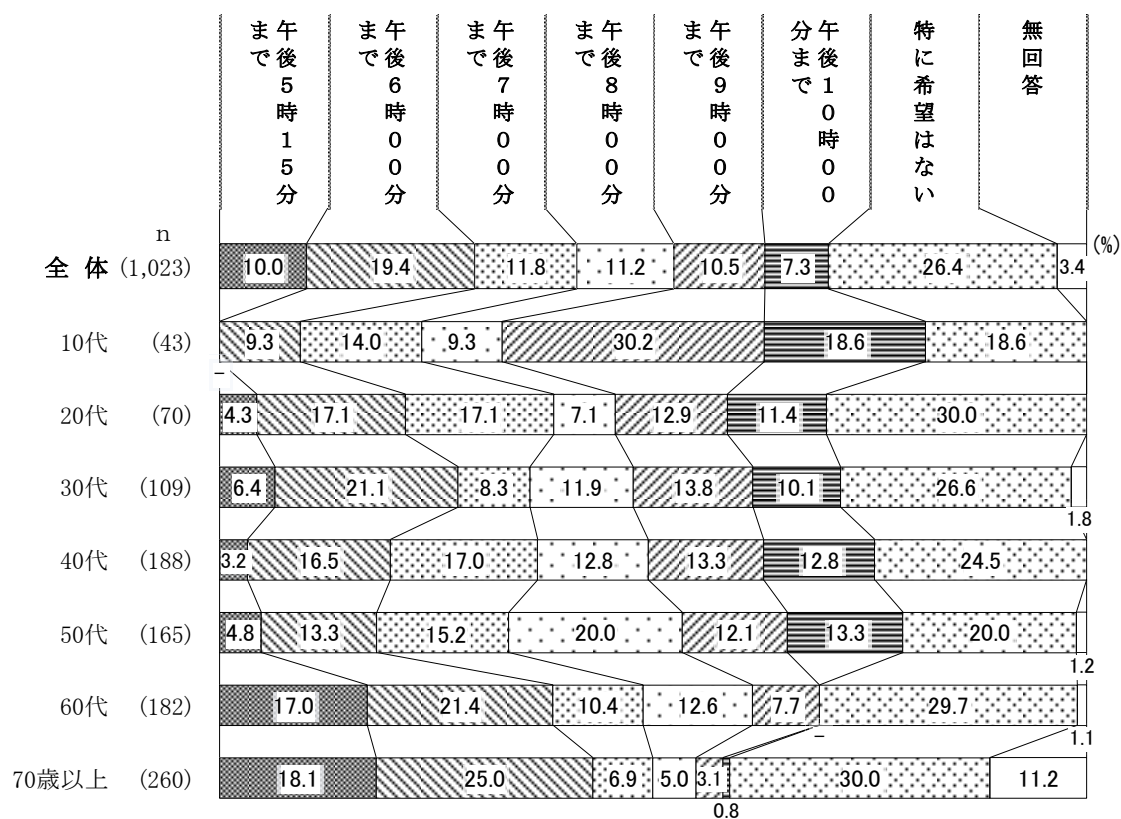 午後5時15分まで
午後6時00分まで
午後7時00分まで
午後8時00分まで
午後9時00分まで
午後10時00分まで
特に希望はない
無回答
n
(%)
全 体 (1,023) 10.0 19.4 11.8 11.2 10.5 7.3 26.4 3.4
10代 (43) － 9.3 14.0 9.3 30.2 18.6 18.6
20代 (70) 4.3 17.1 17.1 7.1 12.9 11.4 30.0
30代 (109) 6.4 21.1 8.3 11.9 13.8 10.1 26.6 1.8
40代 (188) 3.2 16.5 17.0 12.8 13.3 12.8 24.5
50代 (165) 4.8 13.3 15.2 20.0 12.1 13.3 20.0 1.2
60代 (182) 17.0 21.4 10.4 12.6 7.7 － 29.7 1.1
70歳以上 (260) 18.1 25.0 6.9 5.0 3.1 0.8 30.0 11.2